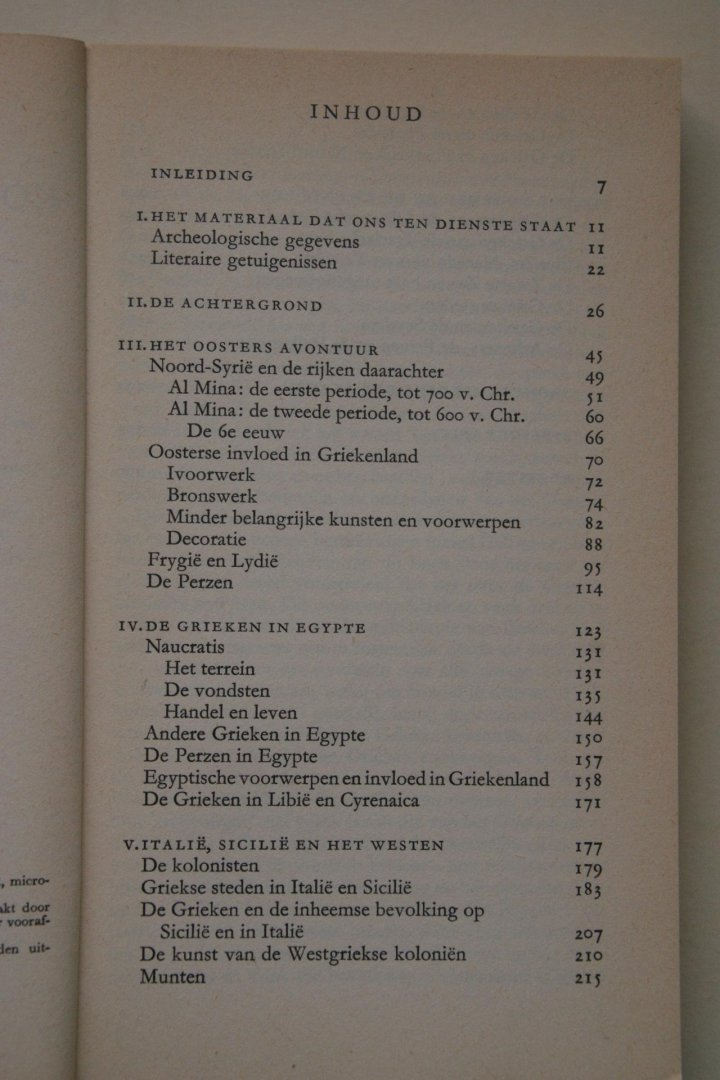 INHOUD
INLEIDING 7
I. HET MATERIAAL DAT ONS TEN DIENSTE STAAT 11
Archeologische gegevens 11
Literaire getuigenissen 22
II. DE ACHTERGROND 26
III. HET OOSTERS AVONTUUR 45
Noord-Syrië en de rijken daarachter 49
Al Mina: de eerste periode, tot 700 v. Chr. 51
Al Mina: de tweede periode, tot 600 v. Chr. 60
De 6e eeuw 66
Oosterse invloed in Griekenland 70
Ivoorwerk 72
Bronswerk 74
Minder belangrijke kunsten en voorwerpen 82
Decoratie 88
Frygië en Lydië 95
De Perzen 114
IV. DE GRIEKEN IN EGYPTE 123
Naucratis 131
Het terrein 131
De vondsten 135
Handel en leven 144
Andere Grieken in Egypte 150
De Perzen in Egypte 157
Egyptische voorwerpen en invloed in Griekenland 158
De Grieken in Libië en Cyrenaica 171
V. ITALIË, SICILIË EN HET WESTEN 177
De kolonisten 179
Griekse steden in Italië en Sicilië 183
De Grieken en de inheemse bevolking op
Sicilië en in Italië 207
De kunst van de Westgriekse koloniën 210
Munten 215
, micro-
akt door
vooraf-
den uit-